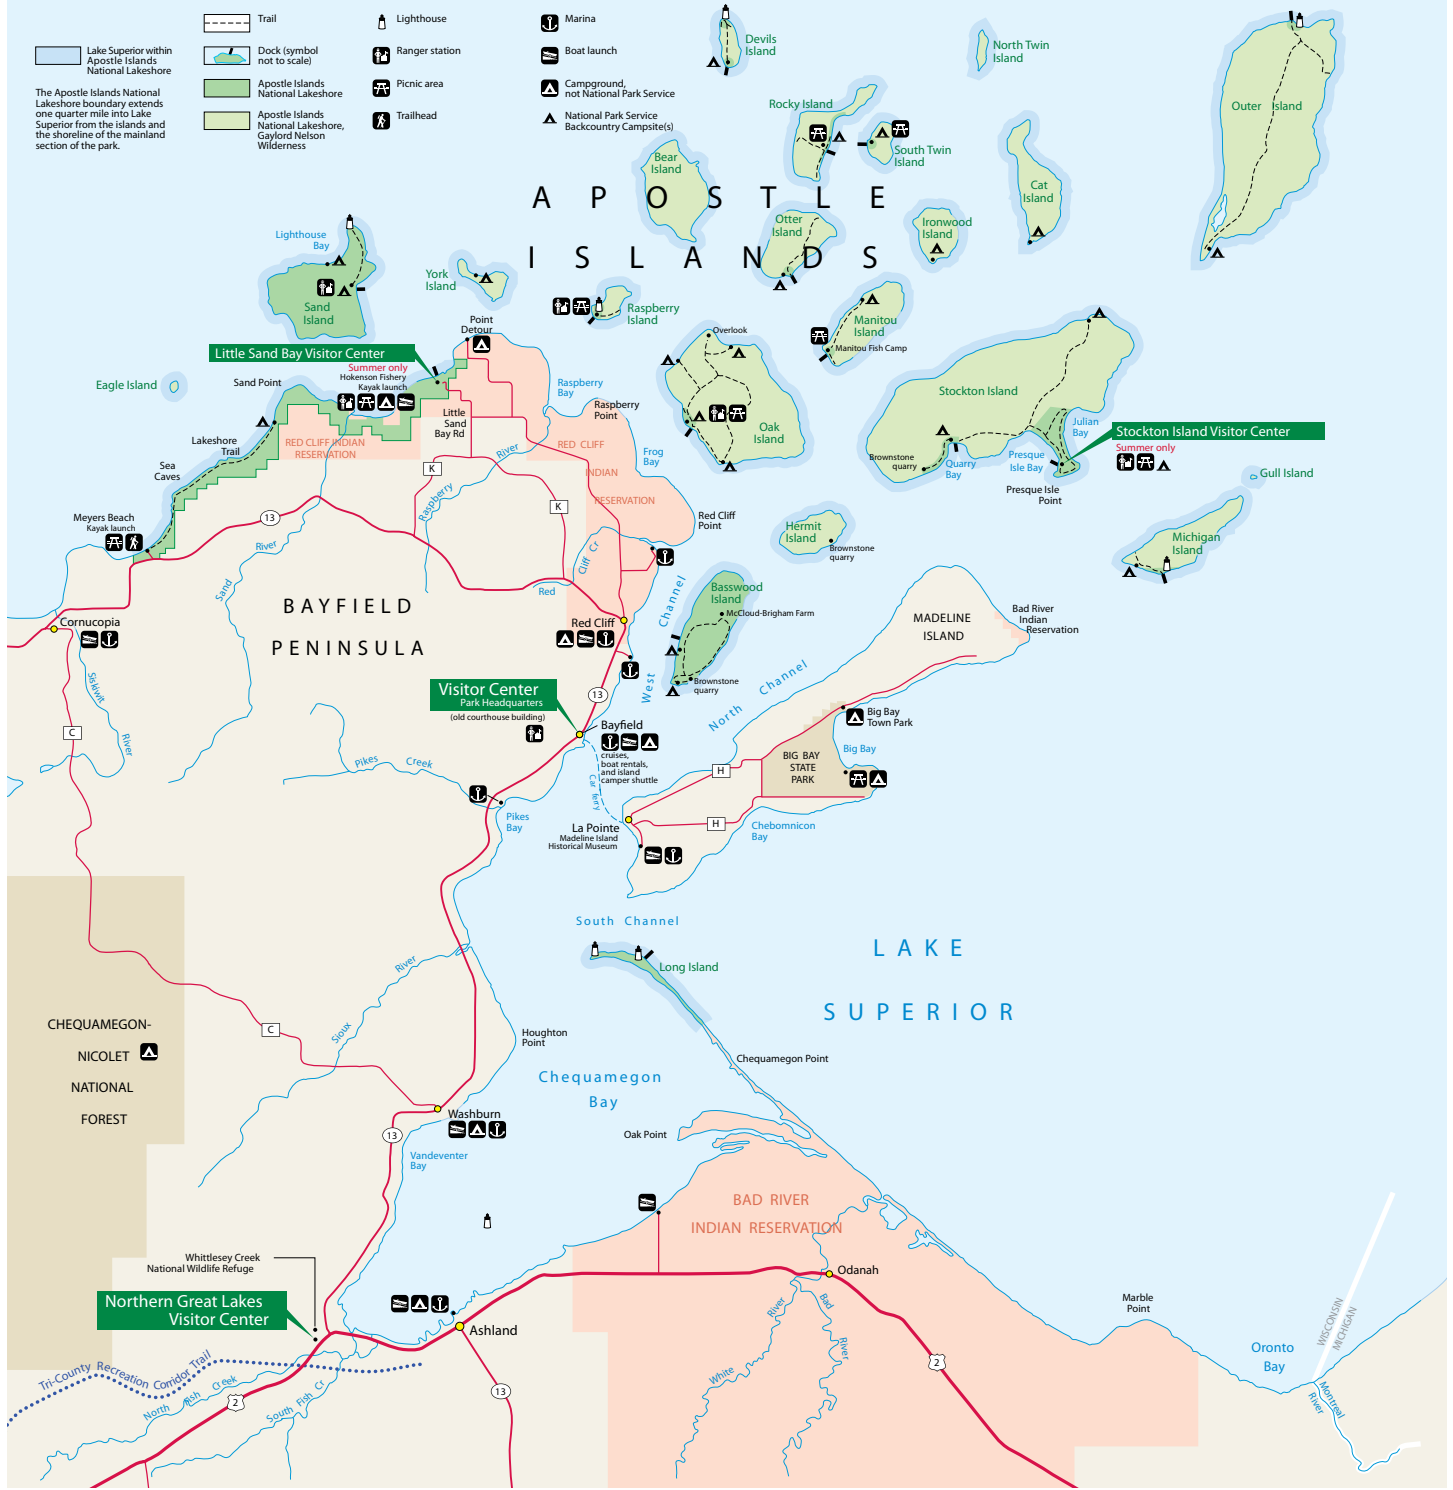 Trail
Lighthouse
Marina
Lake Superior within
Apostle Islands
National Lakeshore
Dock (symbol
not to scale)
Ranger station
Boat launch
Apostle Islands
National Lakeshore
Picnic area
Campground,
not National Park Service
The Apostle Islands National
Lakeshore boundary extends
one quarter mile into Lake
Superior from the islands and
the shoreline of the mainland
section of the park.
Apostle Islands
National Lakeshore,
Gaylord Nelson
Wilderness
Trailhead
National Park Service
Backcountry Campsite(s)
Devils
Island
North Twin
Island
Outer Island
Rocky Island
South Twin
Island
Bear
Island
Cat
Island
APOSTLE
ISLANDS
Otter
Island
Ironwood
Island
Lighthouse
Bay
Sand
Island
York
Island
Raspberry
Island
Manitou
Island
Manitou Fish Camp
Point
Detour
Overlook
Little Sand Bay Visitor Center
Summer only
Hokenson Fishery
Kayak launch
Eagle Island
Sand Point
Raspberry
Bay
Raspberry
Point
Little
Sand
Bay Rd
Oak
Island
Stockton Island
Julian
Bay
Stockton Island Visitor Center
Summer only
Presque
Isle Bay
Quarry
Bay
Brownstone
quarry
Presque Isle
Point
Gull Island
Lakeshore
Trail
Sea
Caves
RED CLIFF INDIAN
RESERVATION
RED CLIFF
INDIAN
RESERVATION
Frog
Bay
Raspberry
River
K
K
Meyers Beach
Kayak launch
13
Sand
River
Red Cliff
Point
Hermit
Island
Brownstone
quarry
Michigan
Island
Red
Cliff Cr
Basswood
Island
McCloud-Brigham Farm
Brownstone
quarry
BAYFIELD
PENINSULA
Cornucopia
Red Cliff
MADELINE
ISLAND
Bad River
Indian
Reservation
Siskiwit
River
C
West
Channel
North
Channel
Visitor Center
Park Headquarters
(old courthouse building)
13
Bayfield
cruises,
boat rentals,
and island
camper shuttle
Car ferry
Big Bay
Town Park
Big Bay
BIG BAY
STATE
PARK
Pikes
Creek
Pikes
Bay
H
H
La Pointe
Madeline Island
Historical Museum
Chebomnicon
Bay
South Channel
Long Island
LAKE
SUPERIOR
Sioux
River
C
CHEQUAMEGON-
NICOLET
NATIONAL
FOREST
Houghton
Point
Chequamegon Point
Chequamegon
Bay
Washburn
13
Vandeventer
Bay
Oak Point
BAD RIVER
INDIAN RESERVATION
Odanah
Whittlesey Creek
National Wildlife Refuge
Northern Great Lakes
Visitor Center
Ashland
Marble
Point
WISCONSIN
MICHIGAN
Oronto
Bay
Montreal
River
White
River
Bad
River
2
Tri-County Recreation Corridor Trail
North Fish Creek
South Fish Cr
2
13